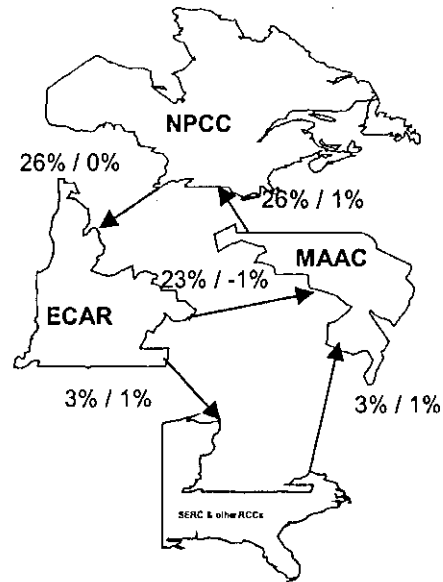 NPCC
26% / 0%
26% / 1%
MAAC
23% / -1%
ECAR
3% / 1%
3% / 1%
SERC & other RCCs